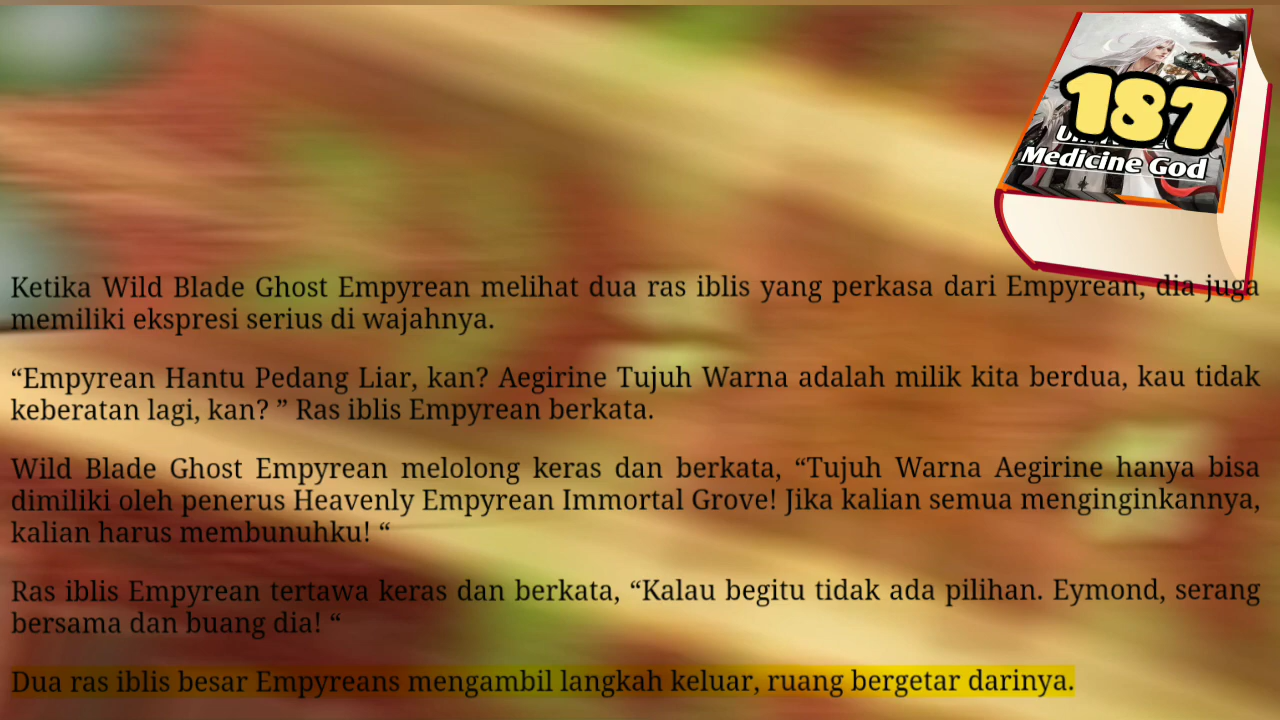 187
Medicine God
Ketika Wild Blade Ghost Empyrean melihat dua ras iblis yang perkasa dari Empyrean, dia juga
memiliki ekspresi serius di wajahnya.
“Empyrean Hantu Pedang Liar, kan? Aegirine Tujuh Warna adalah milik kita berdua, kau tidak
keberatan lagi, kan? ” Ras iblis Empyrean berkata.
Wild Blade Ghost Empyrean melolong keras dan berkata, “Tujuh Warna Aegirine hanya bisa
dimiliki oleh penerus Heavenly Empyrean Immortal Grove! Jika kalian semua menginginkannya,
kalian harus membunuhku! “
Ras iblis Empyrean tertawa keras dan berkata, “Kalau begitu tidak ada pilihan. Eymond, serang
bersama dan buang dia! “
Dua ras iblis besar Empyreans mengambil langkah keluar, ruang bergetar darinya.